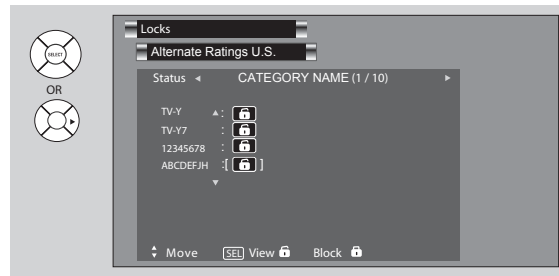 SELECT
OR
Locks
Alternate Ratings U.S.
Status ◂ CATEGORY NAME (1 / 10) ▸
TV-Y ▴ :
TV-Y7 :
12345678 :
ABCDEFJH :[ ]
▾
Move SEL View Block